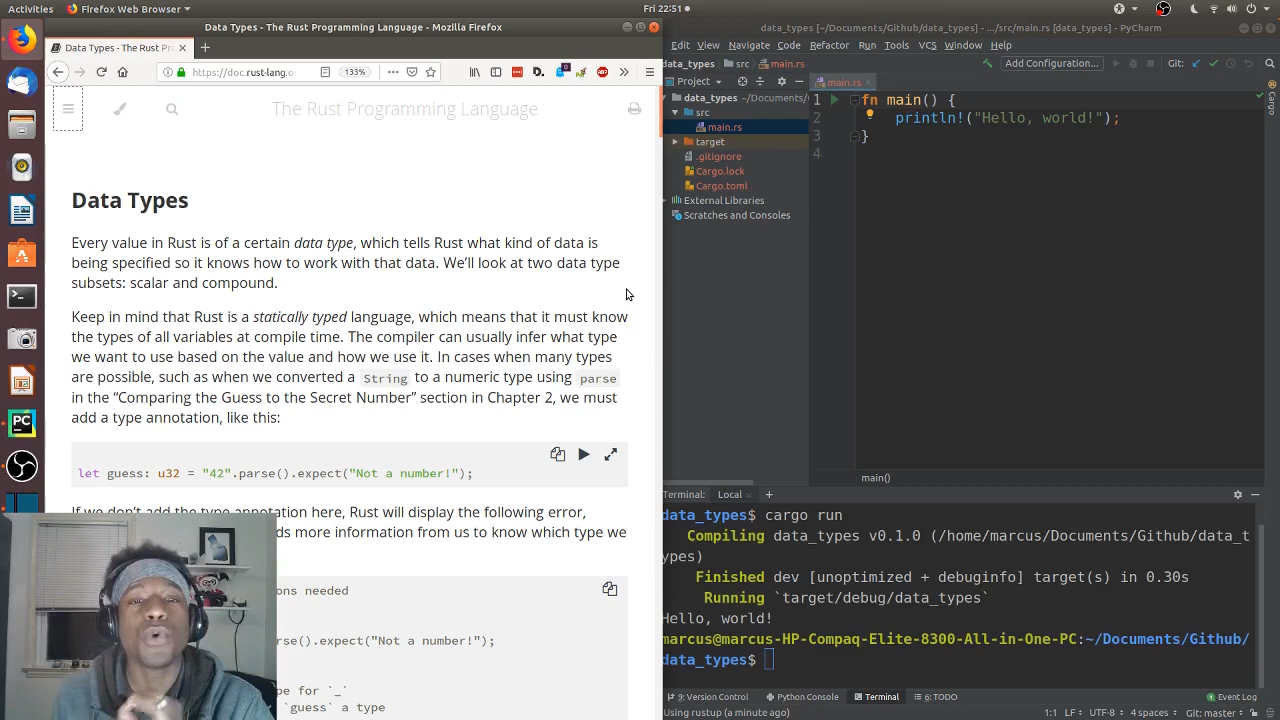 Activities
Firefox Web Browser
Fri 22:51
Data Types - The Rust Programming Language - Mozilla Firefox
Data Types - The Rust Pr
https://doc.rust-lang.o
133%
The Rust Programming Language
Data Types
Every value in Rust is of a certain data type, which tells Rust what kind of data is
being specified so it knows how to work with that data. We’ll look at two data type
subsets: scalar and compound.
Keep in mind that Rust is a statically typed language, which means that it must know
the types of all variables at compile time. The compiler can usually infer what type
we want to use based on the value and how we use it. In cases when many types
are possible, such as when we converted a String to a numeric type using parse
in the “Comparing the Guess to the Secret Number” section in Chapter 2, we must
add a type annotation, like this:
let guess: u32 = "42".parse().expect("Not a number!");
If we don’t add the type annotation here, Rust will display the following error,
ds more information from us to know which type we
ons needed
rse().expect("Not a number!");
pe for `_`
`guess` a type
data_types [~/Documents/Github/data_types] - .../src/main.rs [data_types] - PyCharm
Edit View Navigate Code Refactor Run Tools VCS Window Help
data_types src main.rs
Add Configuration...
Git:
Project
data_types ~/Documents/
src
main.rs
target
.gitignore
Cargo.lock
Cargo.toml
External Libraries
Scratches and Consoles
main.rs
Cargo
1 fn main() {
2 println!("Hello, world!");
3 }
4
main()
Terminal: Local
data_types$ cargo run
Compiling data_types v0.1.0 (/home/marcus/Documents/Github/data_t
ypes)
Finished dev [unoptimized + debuginfo] target(s) in 0.30s
Running `target/debug/data_types`
Hello, world!
marcus@marcus-HP-Compaq-Elite-8300-All-in-One-PC:~/Documents/Github/
data_types$
9: Version Control
Python Console
Terminal
6: TODO
Event Log
Using rustup (a minute ago)
1:1 LF UTF-8 4 spaces Git: master